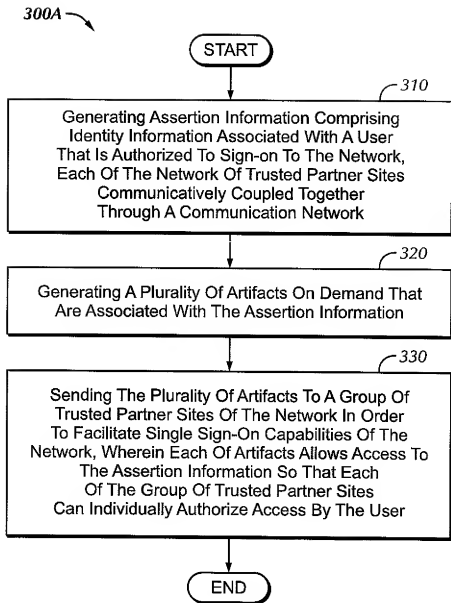 300A
START
310
Generating Assertion Information Comprising
Identity Information Associated With A User
That Is Authorized To Sign-on To The Network,
Each Of The Network Of Trusted Partner Sites
Communicatively Coupled Together
Through A Communication Network
320
Generating A Plurality Of Artifacts On Demand That
Are Associated With The Assertion Information
330
Sending The Plurality Of Artifacts To A Group Of
Trusted Partner Sites Of The Network In Order
To Facilitate Single Sign-On Capabilities Of The
Network, Wherein Each Of Artifacts Allows Access To
The Assertion Information So That Each
Of The Group Of Trusted Partner Sites
Can Individually Authorize Access By The User
END